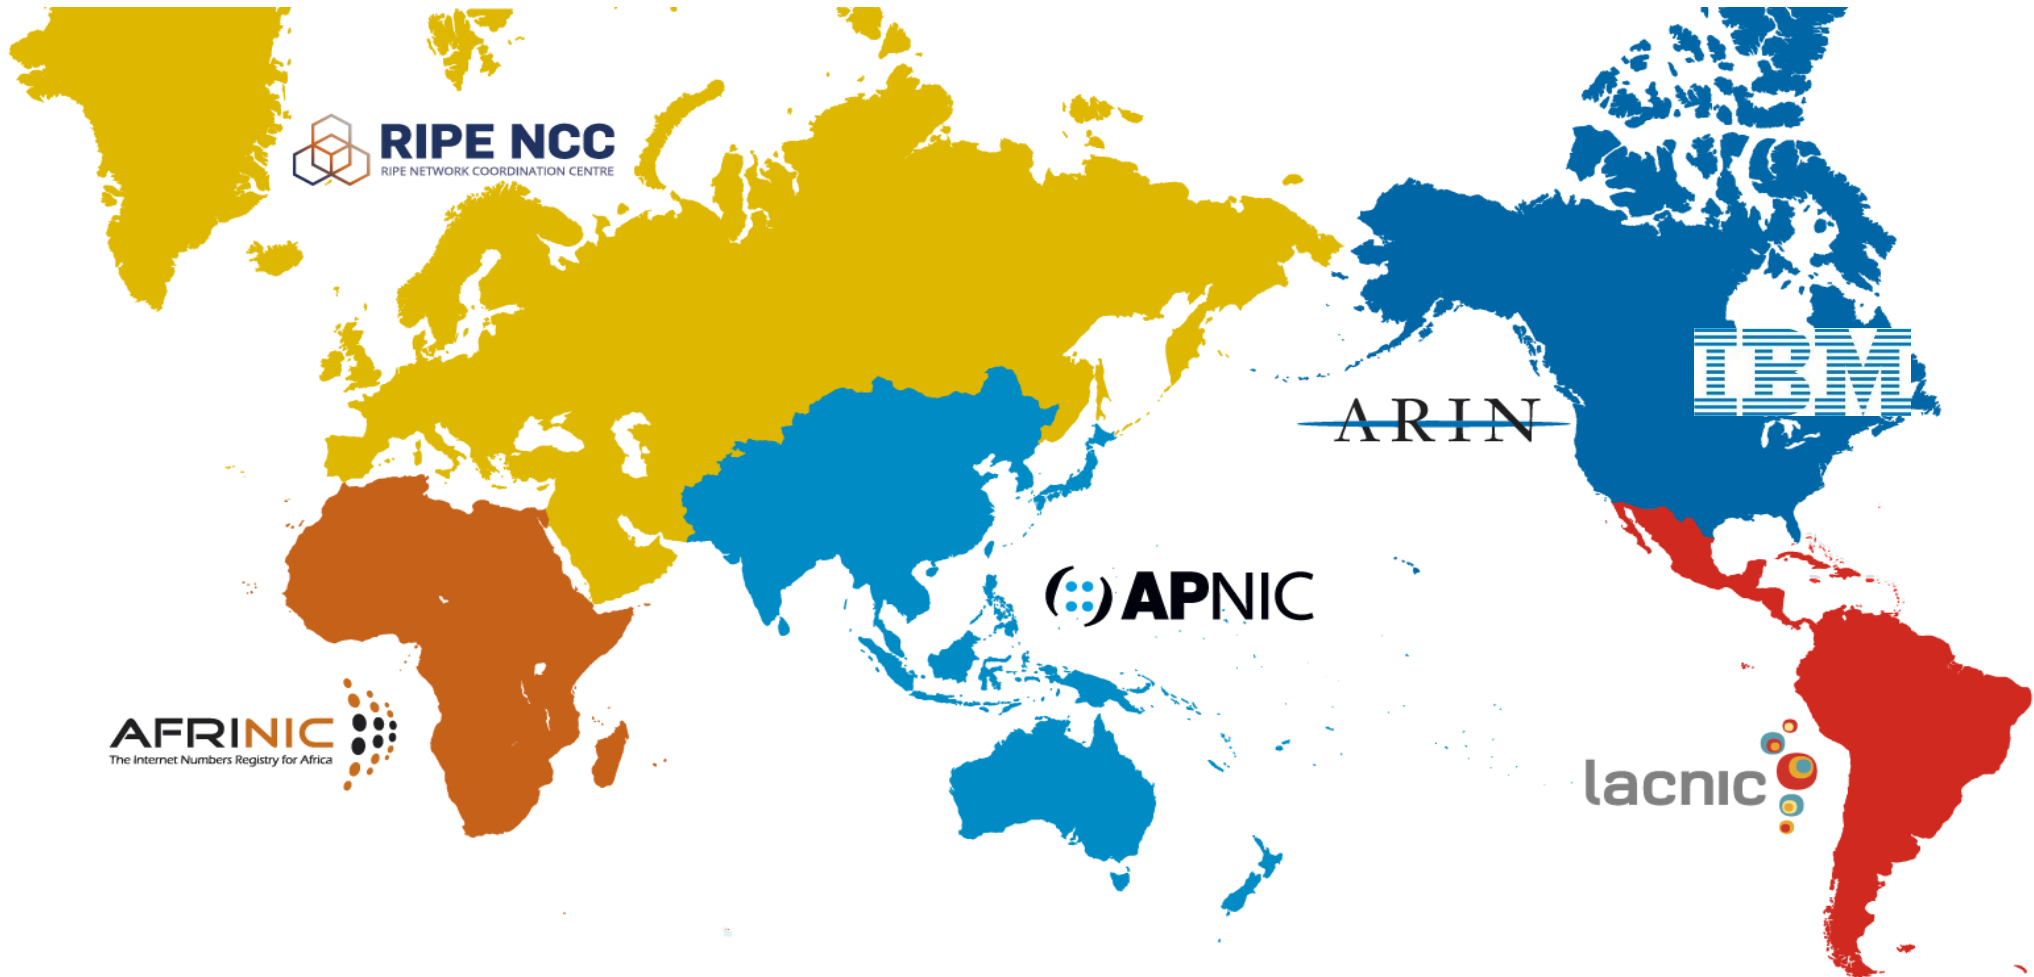 RIPE NCC
RIPE NETWORK COORDINATION CENTRE
IBM
ARIN
APNIC
AFRINIC
The Internet Numbers Registry for Africa
lacnic